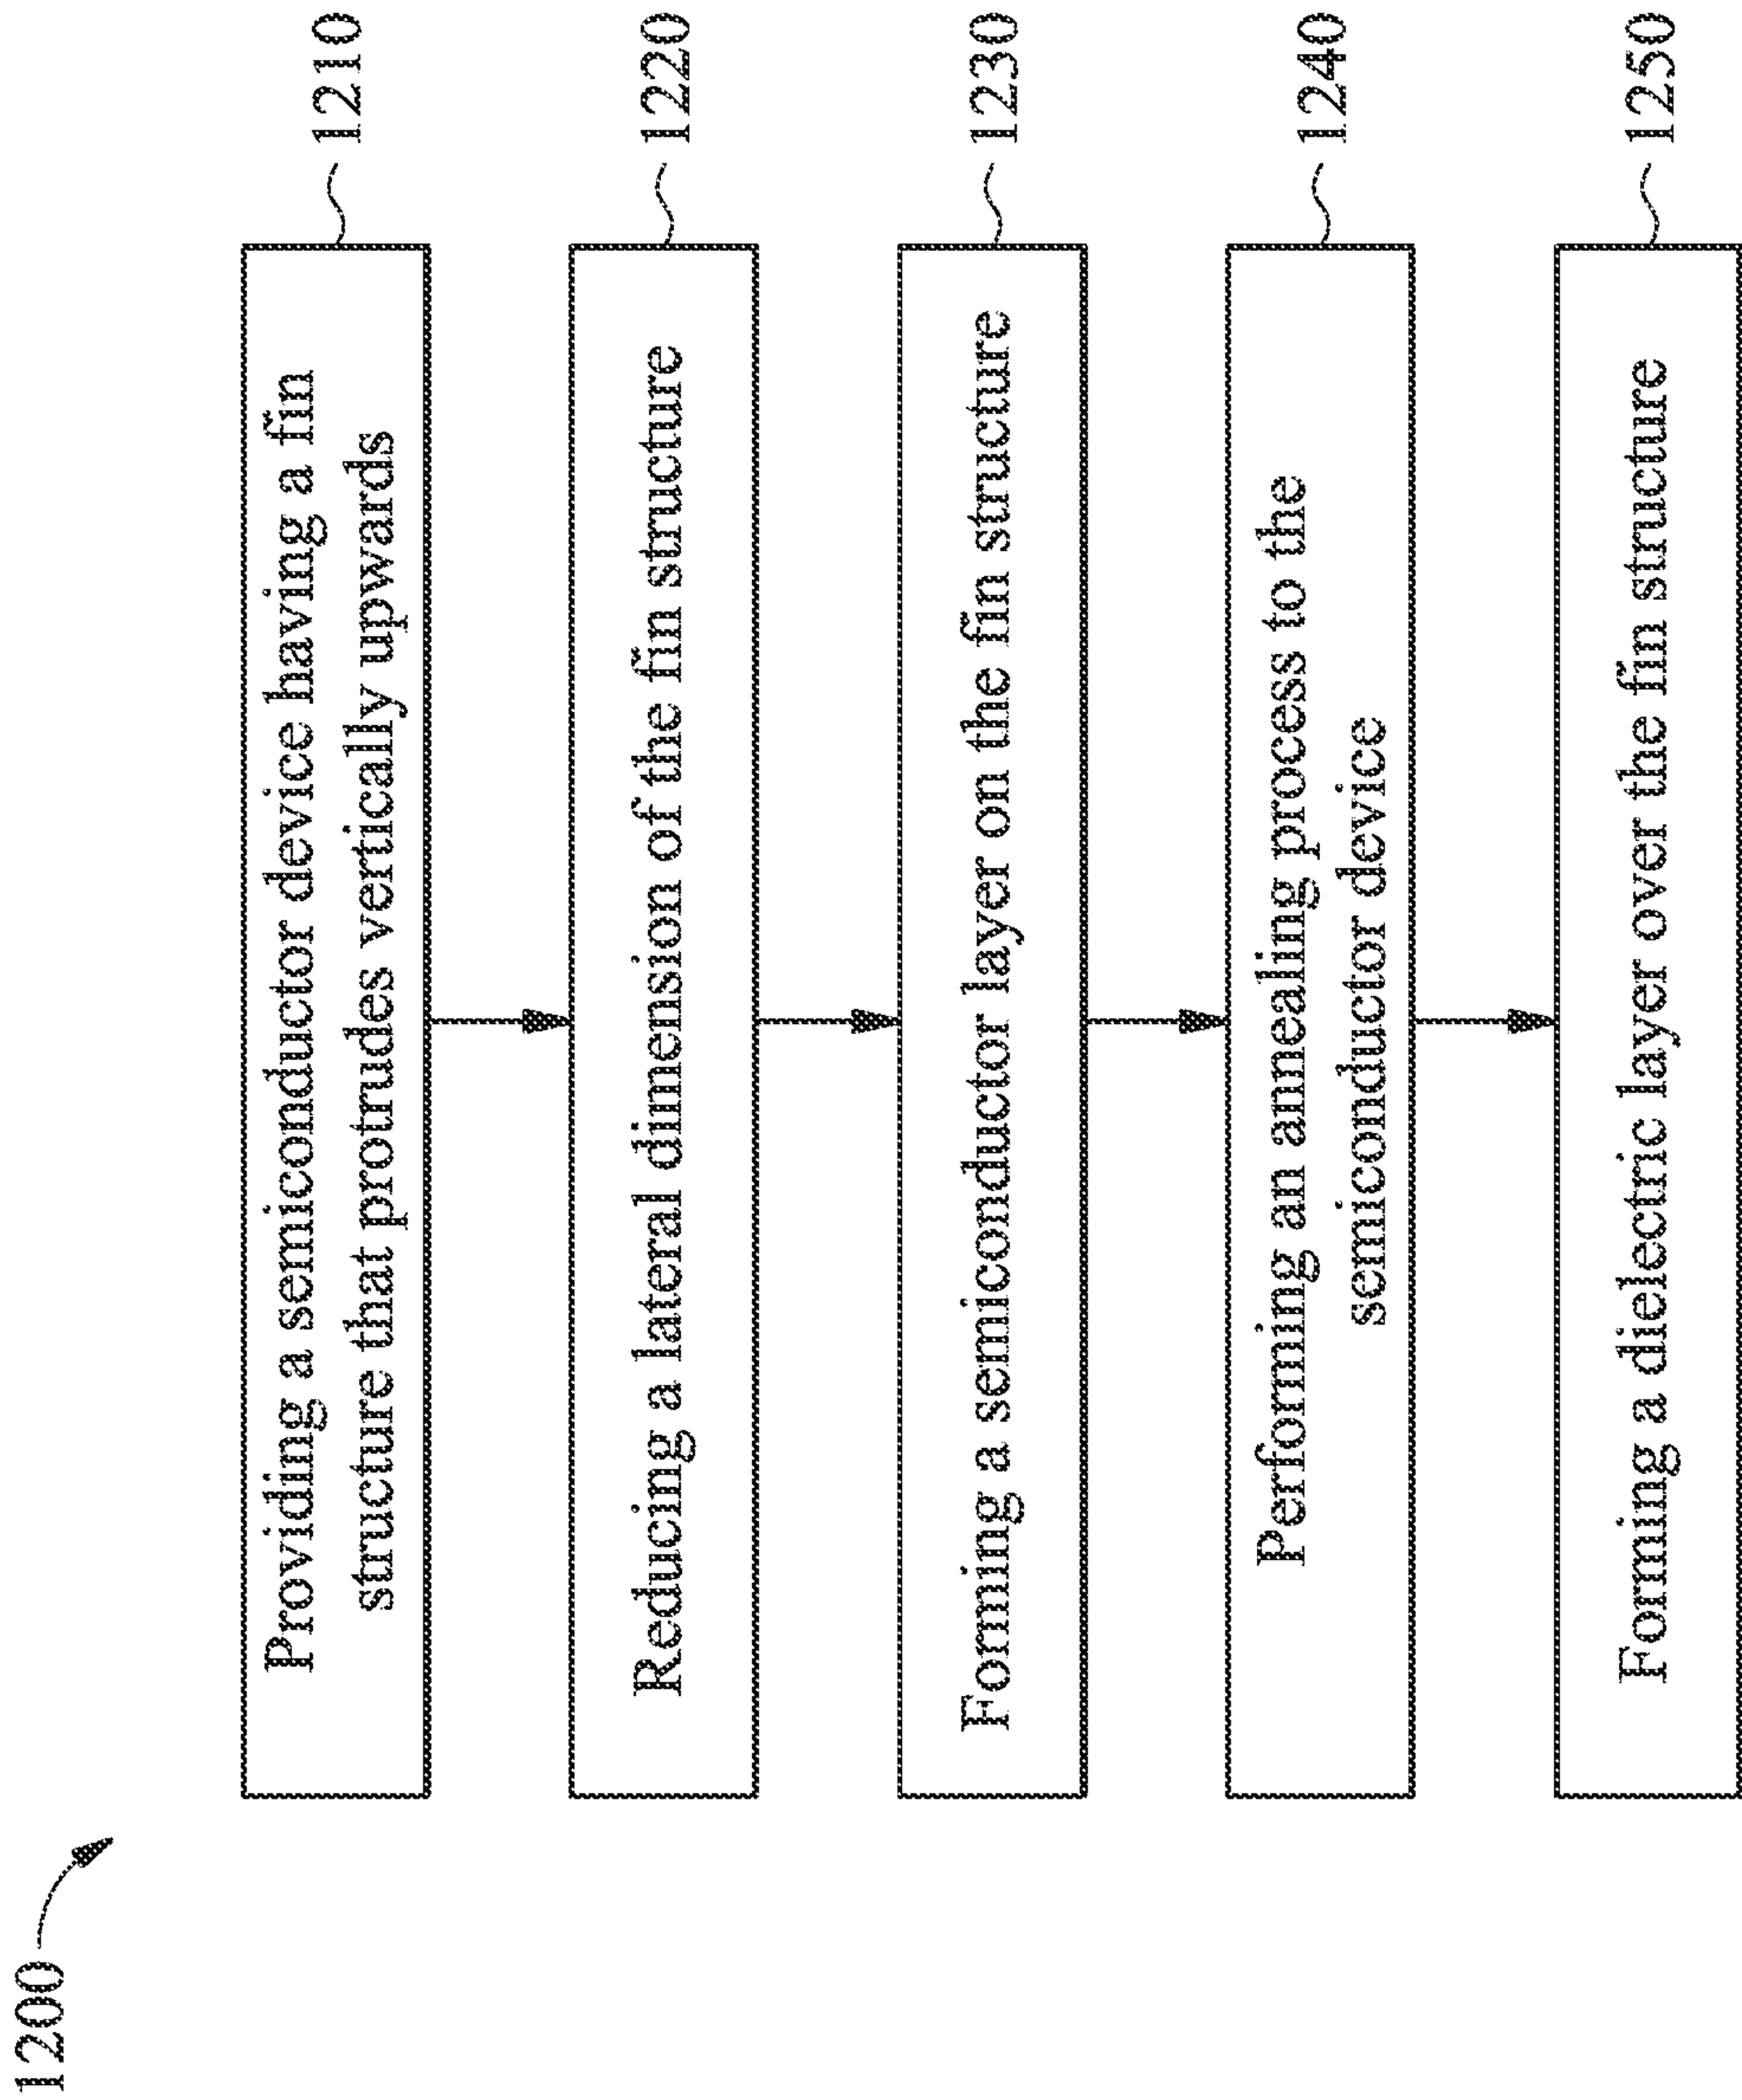 1200
Providing a semiconductor device having a fin
structure that protrudes vertically upwards
1210
Reducing a lateral dimension of the fin structure
1220
Forming a semiconductor layer on the fin structure
1230
Performing an annealing process to the
semiconductor device
1240
Forming a dielectric layer over the fin structure
1250